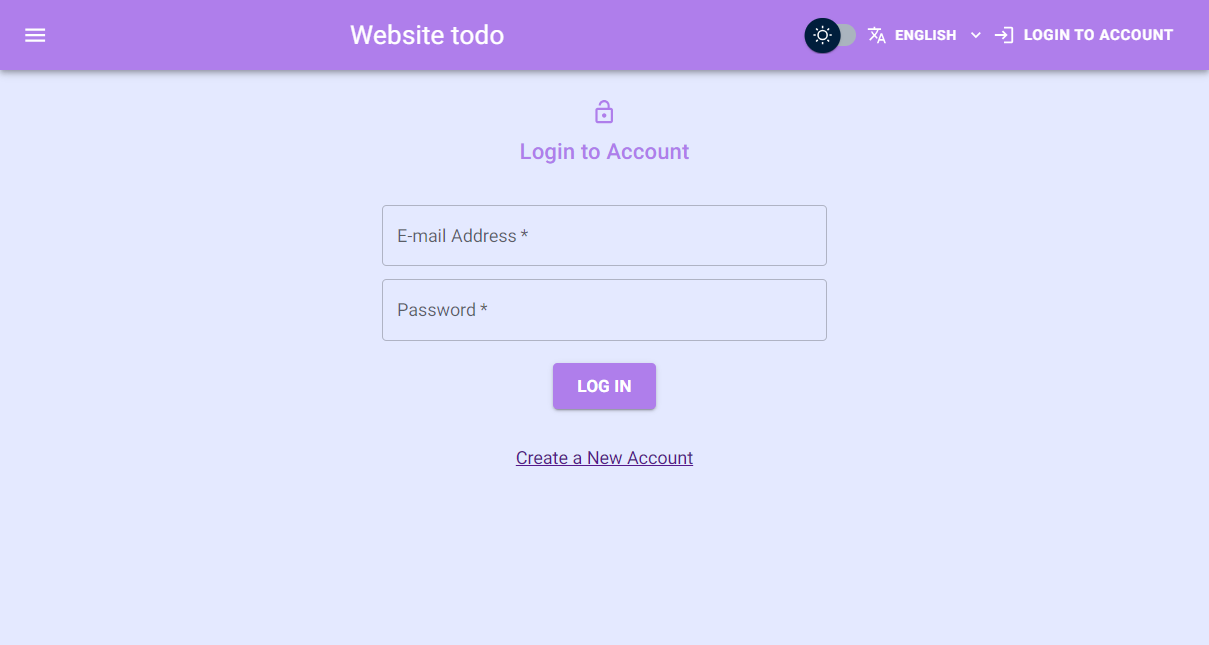 Website todo
ENGLISH
LOGIN TO ACCOUNT
Login to Account
E-mail Address *
Password *
LOG IN
Create a New Account